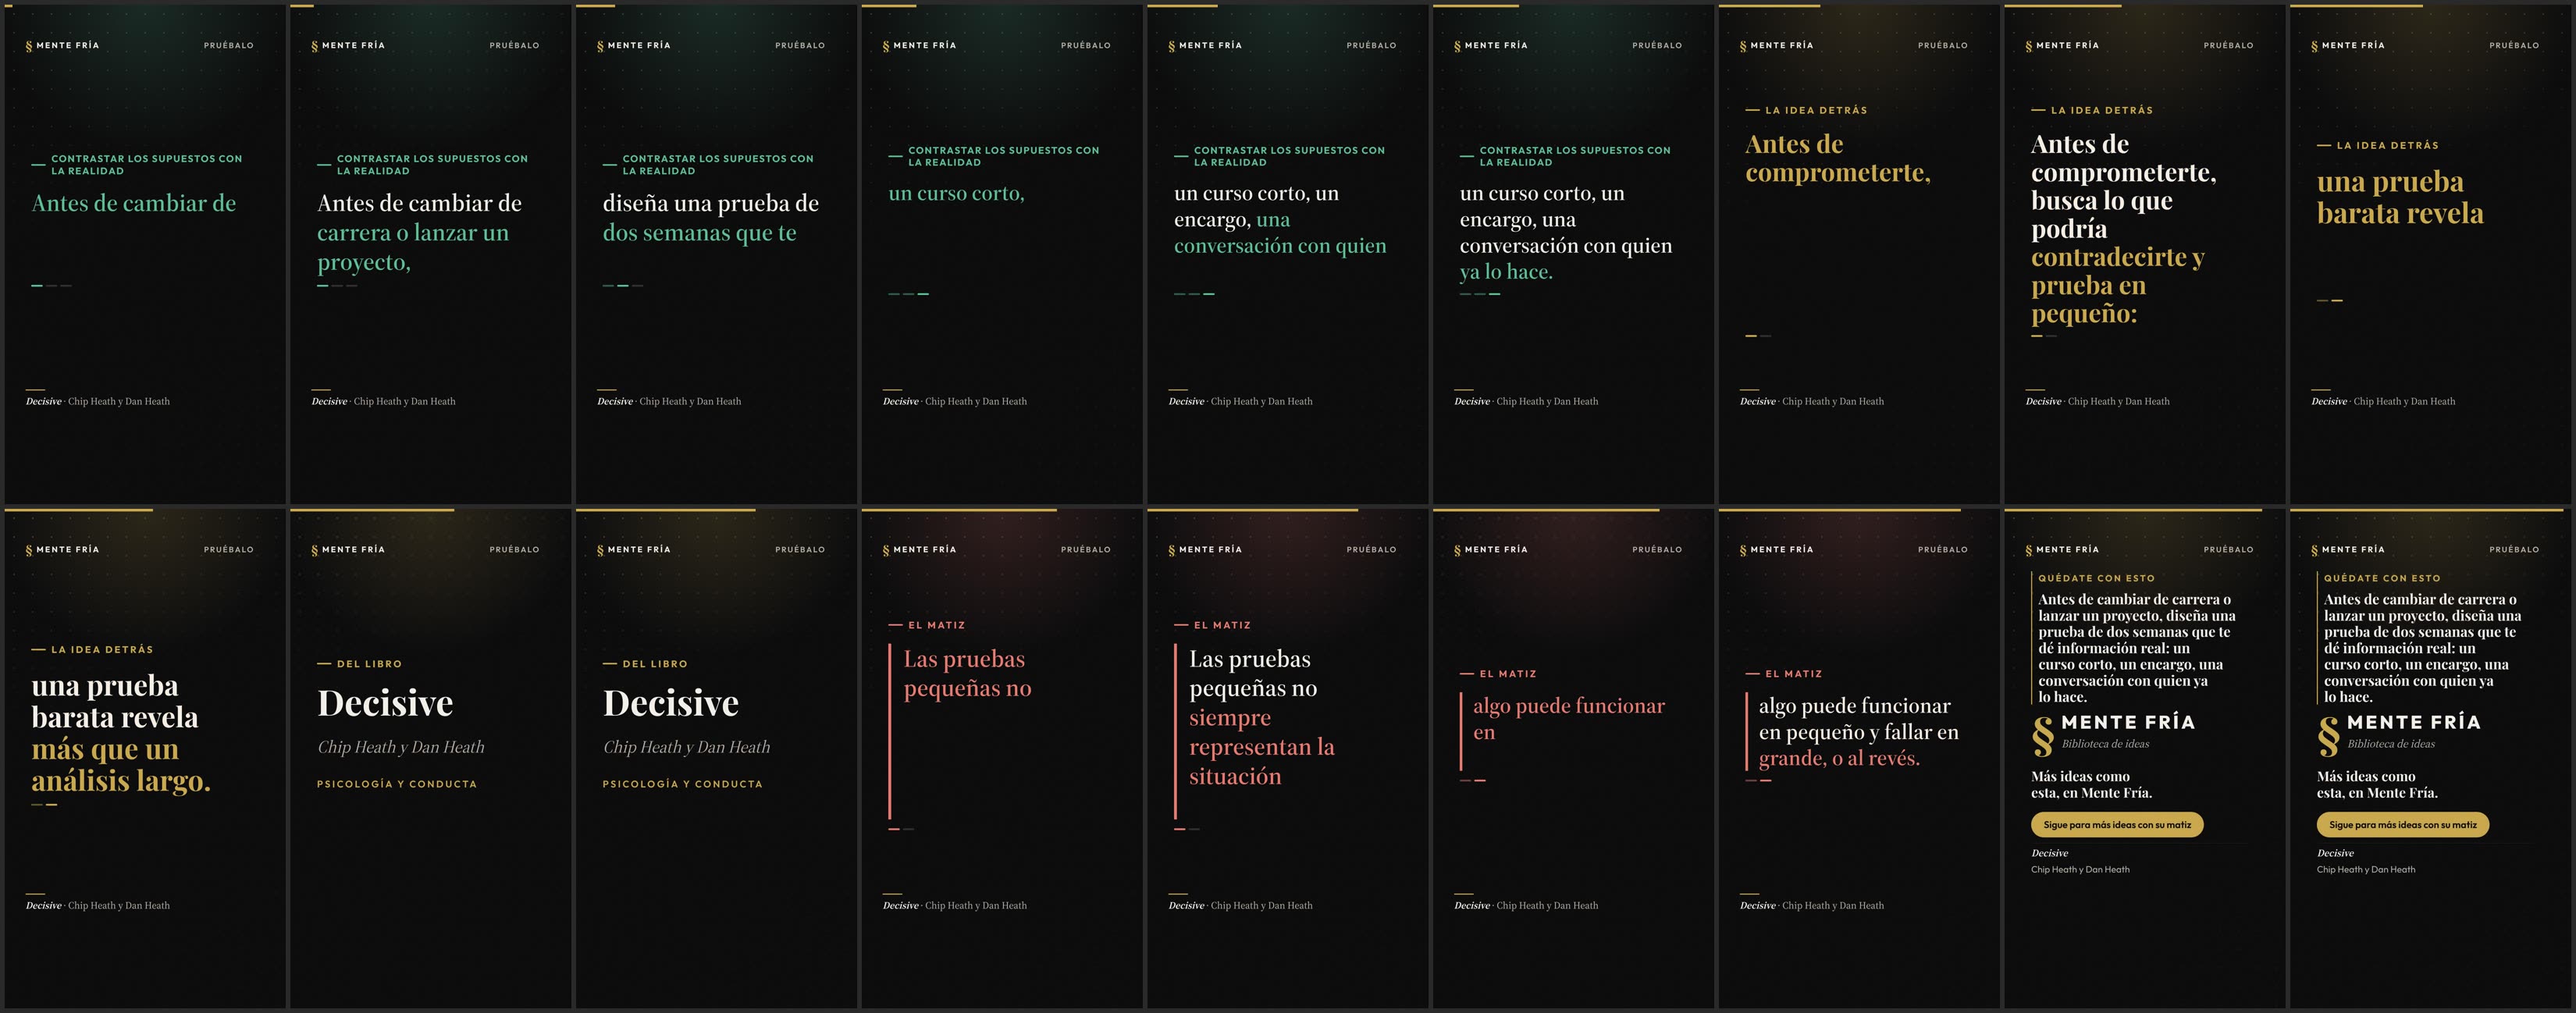 § MENTE FRÍA
PRUÉBALO
CONTRASTAR LOS SUPUESTOS CON
LA REALIDAD
Antes de cambiar de
Decisive · Chip Heath y Dan Heath
§ MENTE FRÍA
PRUÉBALO
CONTRASTAR LOS SUPUESTOS CON
LA REALIDAD
Antes de cambiar de
carrera o lanzar un
proyecto,
Decisive · Chip Heath y Dan Heath
§ MENTE FRÍA
PRUÉBALO
CONTRASTAR LOS SUPUESTOS CON
LA REALIDAD
diseña una prueba de
dos semanas que te
Decisive · Chip Heath y Dan Heath
§ MENTE FRÍA
PRUÉBALO
CONTRASTAR LOS SUPUESTOS CON
LA REALIDAD
un curso corto,
Decisive · Chip Heath y Dan Heath
§ MENTE FRÍA
PRUÉBALO
CONTRASTAR LOS SUPUESTOS CON
LA REALIDAD
un curso corto, un
encargo, una
conversación con quien
Decisive · Chip Heath y Dan Heath
§ MENTE FRÍA
PRUÉBALO
CONTRASTAR LOS SUPUESTOS CON
LA REALIDAD
un curso corto, un
encargo, una
conversación con quien
ya lo hace.
Decisive · Chip Heath y Dan Heath
§ MENTE FRÍA
PRUÉBALO
LA IDEA DETRÁS
Antes de
comprometerte,
Decisive · Chip Heath y Dan Heath
§ MENTE FRÍA
PRUÉBALO
LA IDEA DETRÁS
Antes de
comprometerte,
busca lo que
podría
contradecirte y
prueba en
pequeño:
Decisive · Chip Heath y Dan Heath
§ MENTE FRÍA
PRUÉBALO
LA IDEA DETRÁS
una prueba
barata revela
Decisive · Chip Heath y Dan Heath
§ MENTE FRÍA
PRUÉBALO
LA IDEA DETRÁS
una prueba
barata revela
más que un
análisis largo.
Decisive · Chip Heath y Dan Heath
§ MENTE FRÍA
PRUÉBALO
DEL LIBRO
Decisive
Chip Heath y Dan Heath
PSICOLOGÍA Y CONDUCTA
§ MENTE FRÍA
PRUÉBALO
DEL LIBRO
Decisive
Chip Heath y Dan Heath
PSICOLOGÍA Y CONDUCTA
§ MENTE FRÍA
PRUÉBALO
EL MATIZ
Las pruebas
pequeñas no
Decisive · Chip Heath y Dan Heath
§ MENTE FRÍA
PRUÉBALO
EL MATIZ
Las pruebas
pequeñas no
siempre
representan la
situación
Decisive · Chip Heath y Dan Heath
§ MENTE FRÍA
PRUÉBALO
EL MATIZ
algo puede funcionar
en
Decisive · Chip Heath y Dan Heath
§ MENTE FRÍA
PRUÉBALO
EL MATIZ
algo puede funcionar
en pequeño y fallar en
grande, o al revés.
Decisive · Chip Heath y Dan Heath
§ MENTE FRÍA
PRUÉBALO
QUÉDATE CON ESTO
Antes de cambiar de carrera o
lanzar un proyecto, diseña una
prueba de dos semanas que te
dé información real: un
curso corto, un encargo, una
conversación con quien ya
lo hace.
§ MENTE FRÍA
Biblioteca de ideas
Más ideas como
esta, en Mente Fría.
Sigue para más ideas con su matiz
Decisive
Chip Heath y Dan Heath
§ MENTE FRÍA
PRUÉBALO
QUÉDATE CON ESTO
Antes de cambiar de carrera o
lanzar un proyecto, diseña una
prueba de dos semanas que te
dé información real: un
curso corto, un encargo, una
conversación con quien ya
lo hace.
§ MENTE FRÍA
Biblioteca de ideas
Más ideas como
esta, en Mente Fría.
Sigue para más ideas con su matiz
Decisive
Chip Heath y Dan Heath